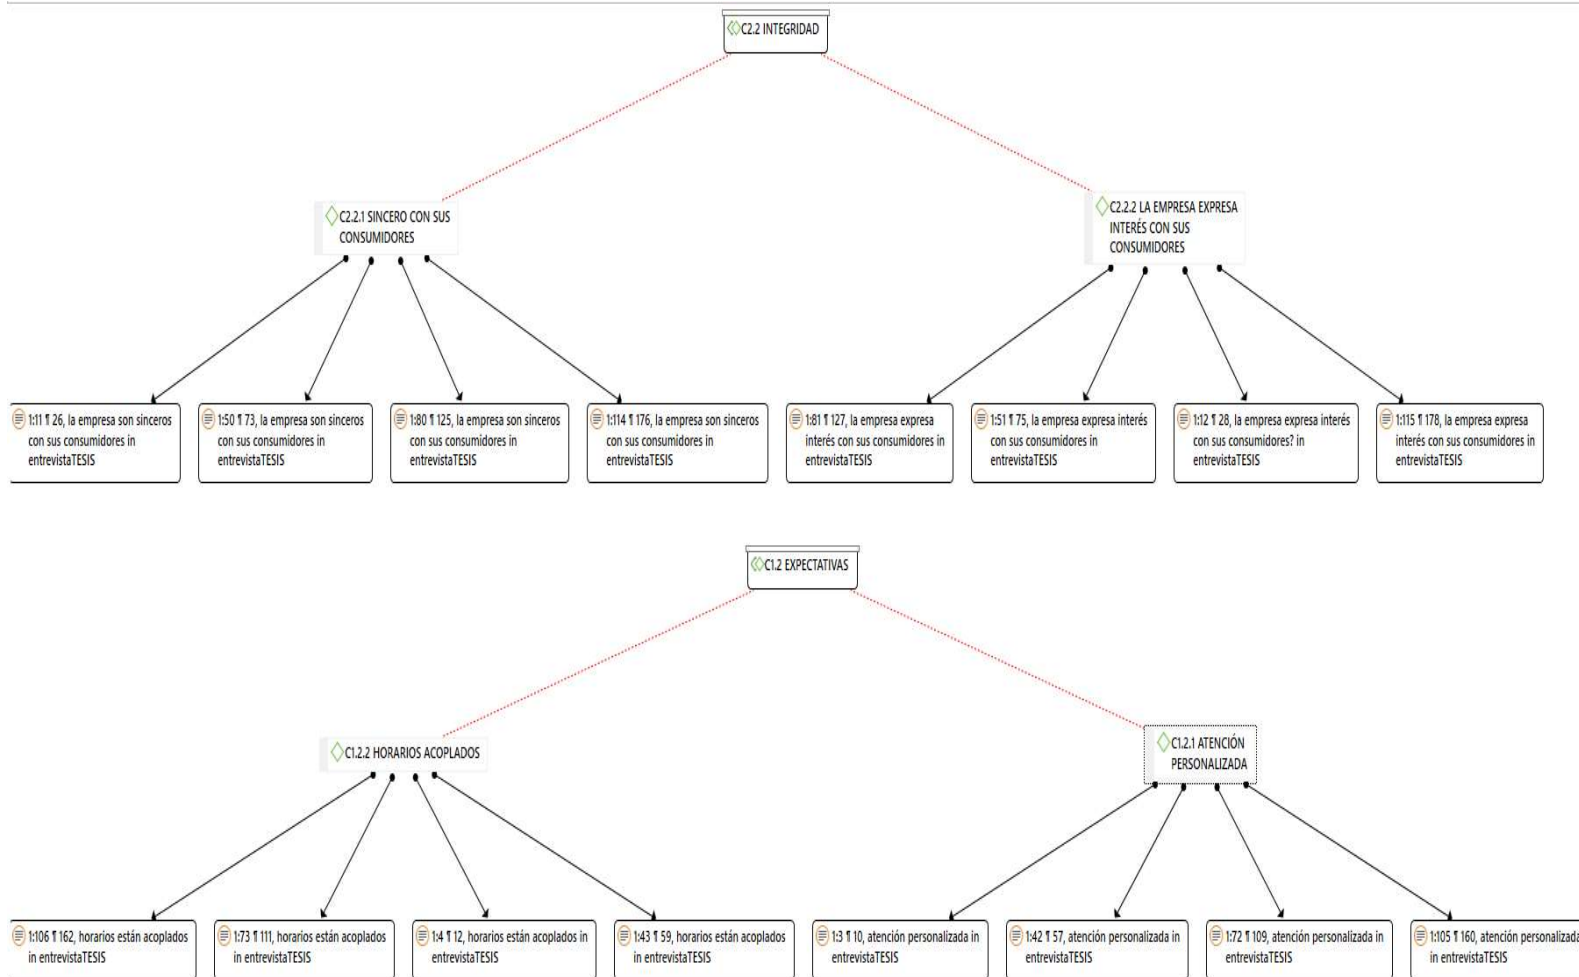 C2.2 INTEGRIDAD
C2.2.1 SINCERO CON SUS
CONSUMIDORES
C2.2.2 LA EMPRESA EXPRESA
INTERÉS CON SUS
CONSUMIDORES
1:11 ¶ 26, la empresa son sinceros
con sus consumidores in
entrevistaTESIS
1:50 ¶ 73, la empresa son sinceros
con sus consumidores in
entrevistaTESIS
1:80 ¶ 125, la empresa son sinceros
con sus consumidores in
entrevistaTESIS
1:114 ¶ 176, la empresa son sinceros
con sus consumidores in
entrevistaTESIS
1:81 ¶ 127, la empresa expresa
interés con sus consumidores in
entrevistaTESIS
1:51 ¶ 75, la empresa expresa interés
con sus consumidores in
entrevistaTESIS
1:12 ¶ 28, la empresa expresa interés
con sus consumidores? in
entrevistaTESIS
1:115 ¶ 178, la empresa expresa
interés con sus consumidores in
entrevistaTESIS
C1.2 EXPECTATIVAS
C1.2.2 HORARIOS ACOPLADOS
C1.2.1 ATENCIÓN
PERSONALIZADA
1:106 ¶ 162, horarios están acoplados
in entrevistaTESIS
1:73 ¶ 111, horarios están acoplados
in entrevistaTESIS
1:4 ¶ 12, horarios están acoplados in
entrevistaTESIS
1:43 ¶ 59, horarios están acoplados
in entrevistaTESIS
1:3 ¶ 10, atención personalizada in
entrevistaTESIS
1:42 ¶ 57, atención personalizada in
entrevistaTESIS
1:72 ¶ 109, atención personalizada in
entrevistaTESIS
1:105 ¶ 160, atención personalizada
in entrevistaTESIS